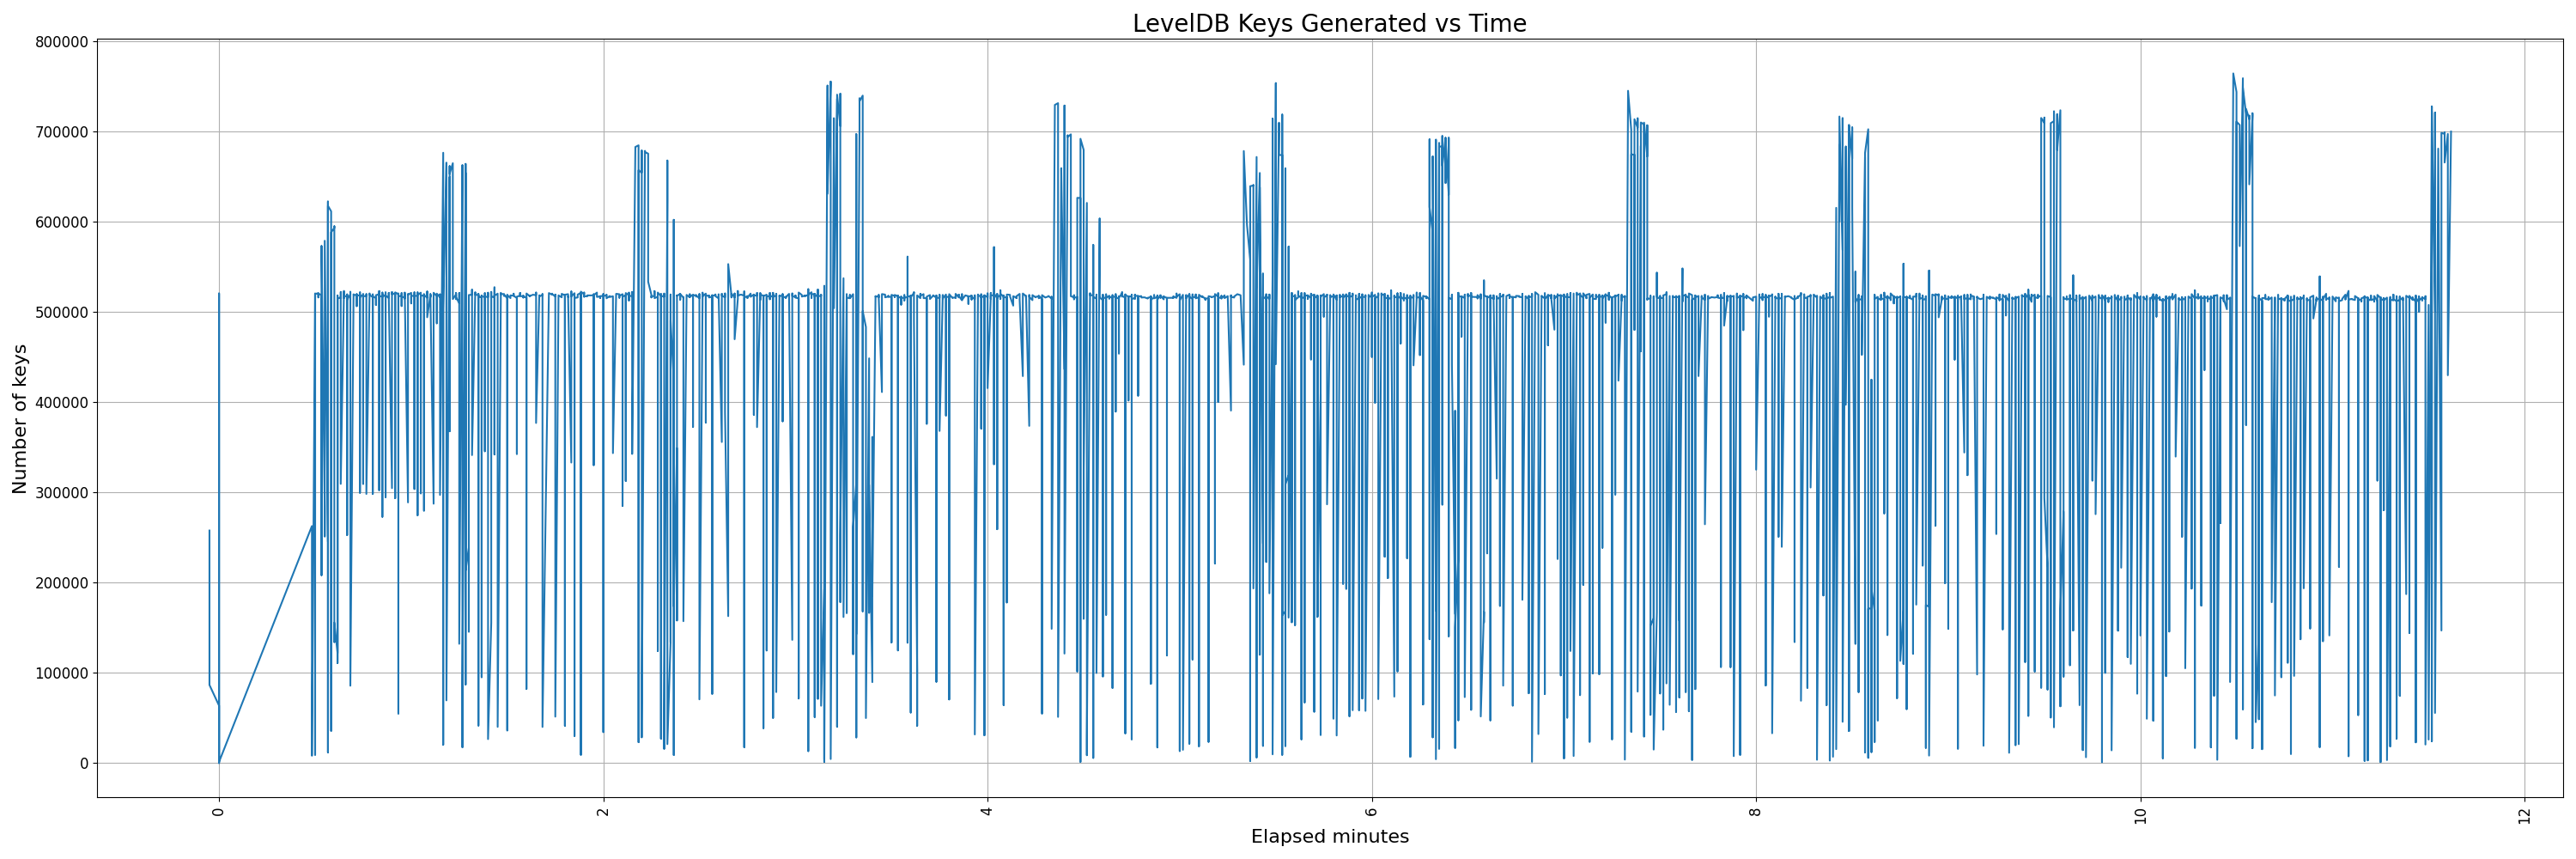 LevelDB Keys Generated vs Time
800000
700000
600000
500000
400000
300000
200000
100000
0
Number of keys
0 2 4 6 8 10 12
Elapsed minutes